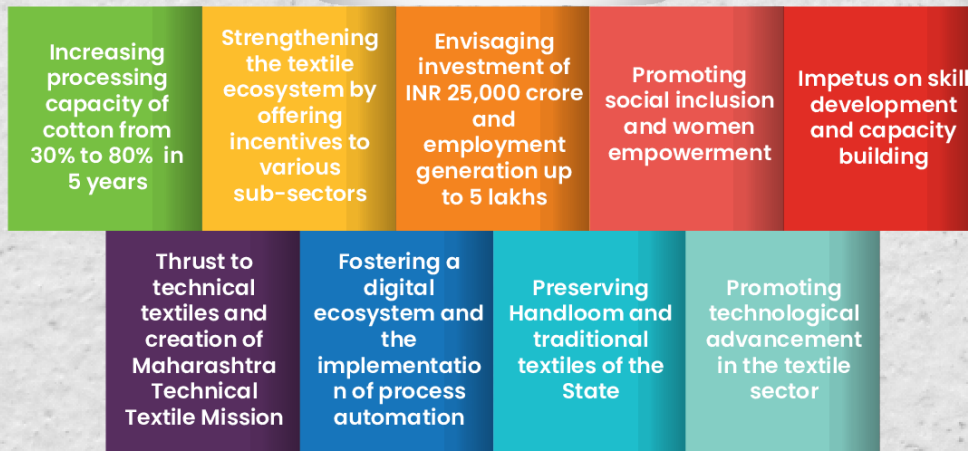 Increasing
processing
capacity of
cotton from
30% to 80% in
5 years
Strengthening
the textile
ecosystem by
offering
incentives to
various
sub-sectors
Envisaging
investment of
INR 25,000 crore
and
employment
generation up
to 5 lakhs
Promoting
social inclusion
and women
empowerment
Impetus on skill
development
and capacity
building
Thrust to
technical
textiles and
creation of
Maharashtra
Technical
Textile Mission
Fostering a
digital
ecosystem and
the
implementatio
n of process
automation
Preserving
Handloom and
traditional
textiles of the
State
Promoting
technological
advancement
in the textile
sector